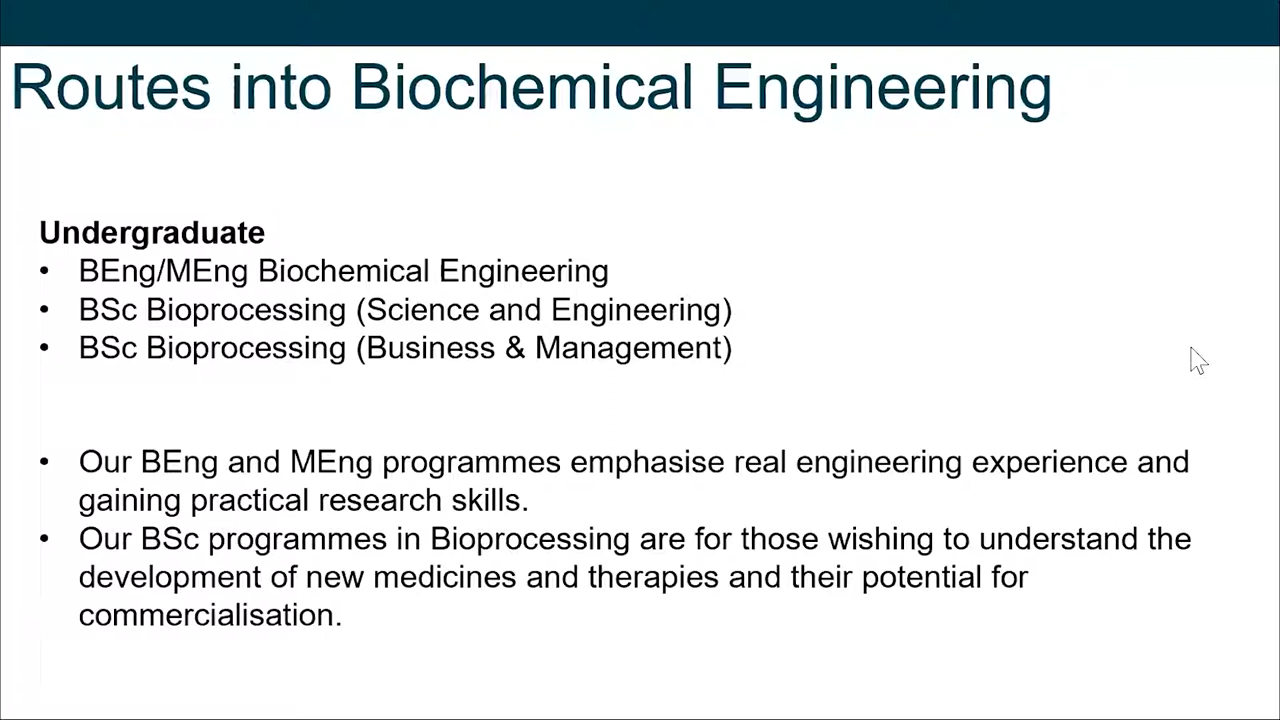 Routes into Biochemical Engineering
Undergraduate
• BEng/MEng Biochemical Engineering
• BSc Bioprocessing (Science and Engineering)
• BSc Bioprocessing (Business & Management)
• Our BEng and MEng programmes emphasise real engineering experience and
gaining practical research skills.
• Our BSc programmes in Bioprocessing are for those wishing to understand the
development of new medicines and therapies and their potential for
commercialisation.